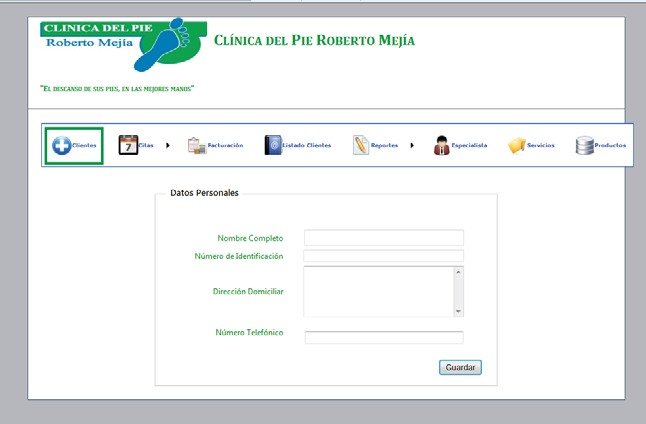 CLINICA DEL PIE
Roberto Mejía
CLÍNICA DEL PIE ROBERTO MEJÍA
"EL DESCANSO DE SUS PIES, EN LAS MEJORES MANOS"
Clientes 7 Citas Facturación Listado Clientes Reportes Especialista Servicios Productos
Datos Personales
Nombre Completo
Número de Identificación
Dirección Domiciliar
Número Telefónico
Guardar